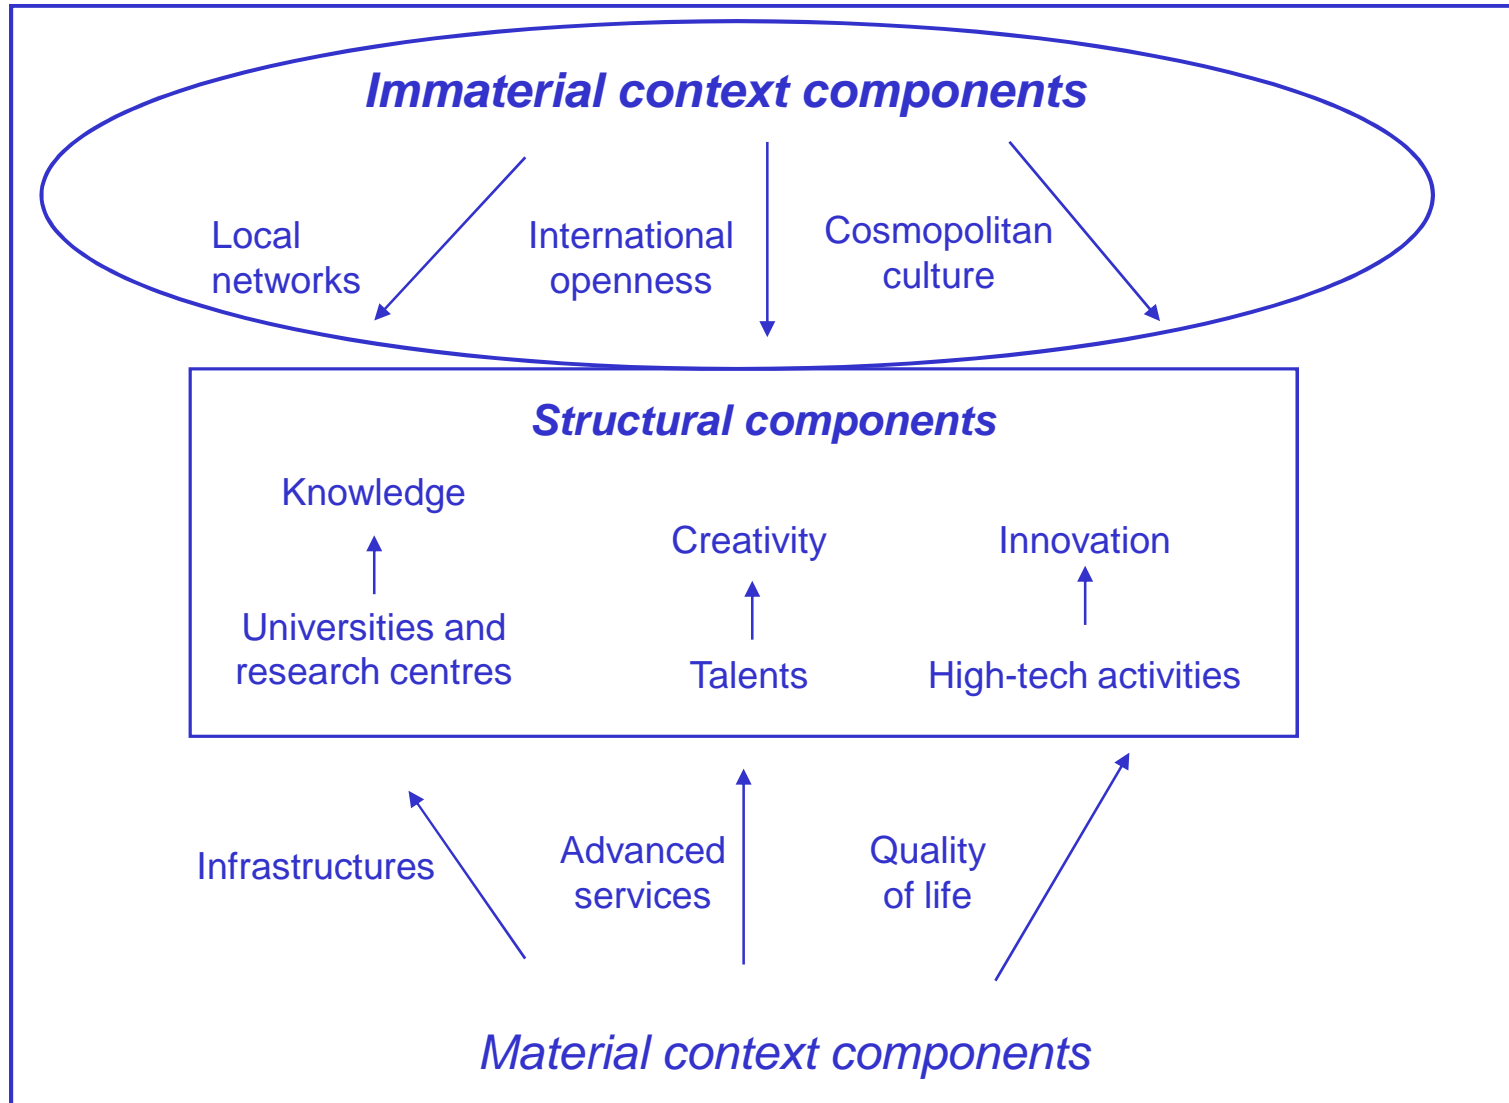 Immaterial context components
Local
networks
International
openness
Cosmopolitan
culture
Structural components
Knowledge
Universities and
research centres
Creativity
Talents
Innovation
High-tech activities
Infrastructures
Advanced
services
Quality
of life
Material context components